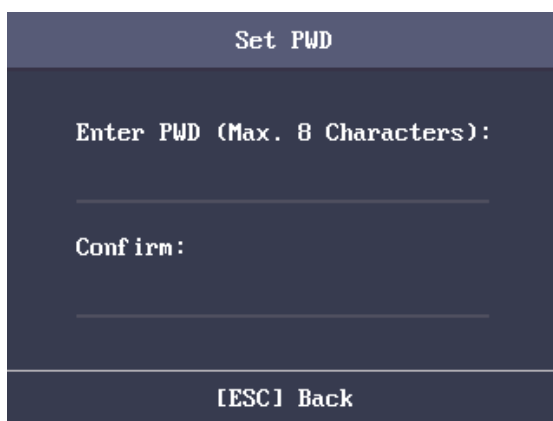 Set PWD
Enter PWD (Max. 8 Characters):
Confirm:
[ESC] Back